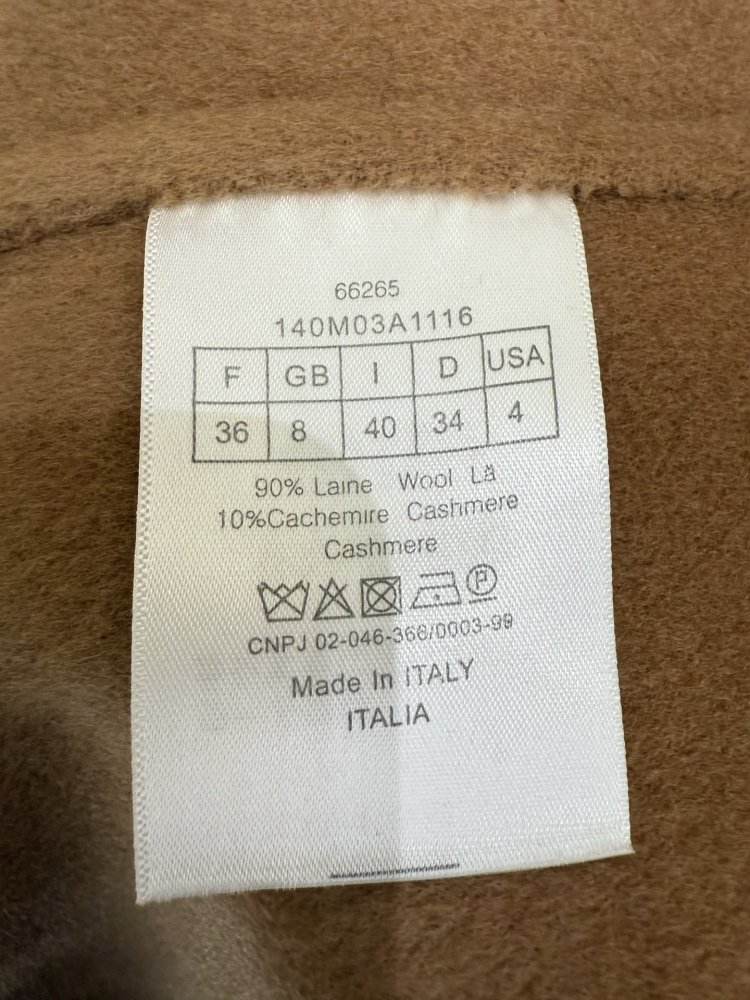 66265
140M03A1116
F GB I D USA
36 8 40 34 4
90% Laine Wool Lã
10%Cachemire Cashmere
Cashmere
P
CNPJ 02-046-366/0003-99
Made In ITALY
ITALIA